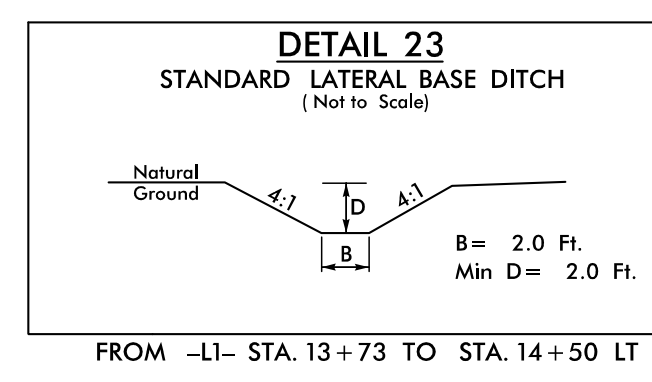 DETAIL 23
STANDARD LATERAL BASE DITCH
( Not to Scale)
Natural
Ground
4:1
D
4:1
B
B= 2.0 Ft.
Min D= 2.0 Ft.
FROM -L1- STA. 13+73 TO STA. 14+50 LT